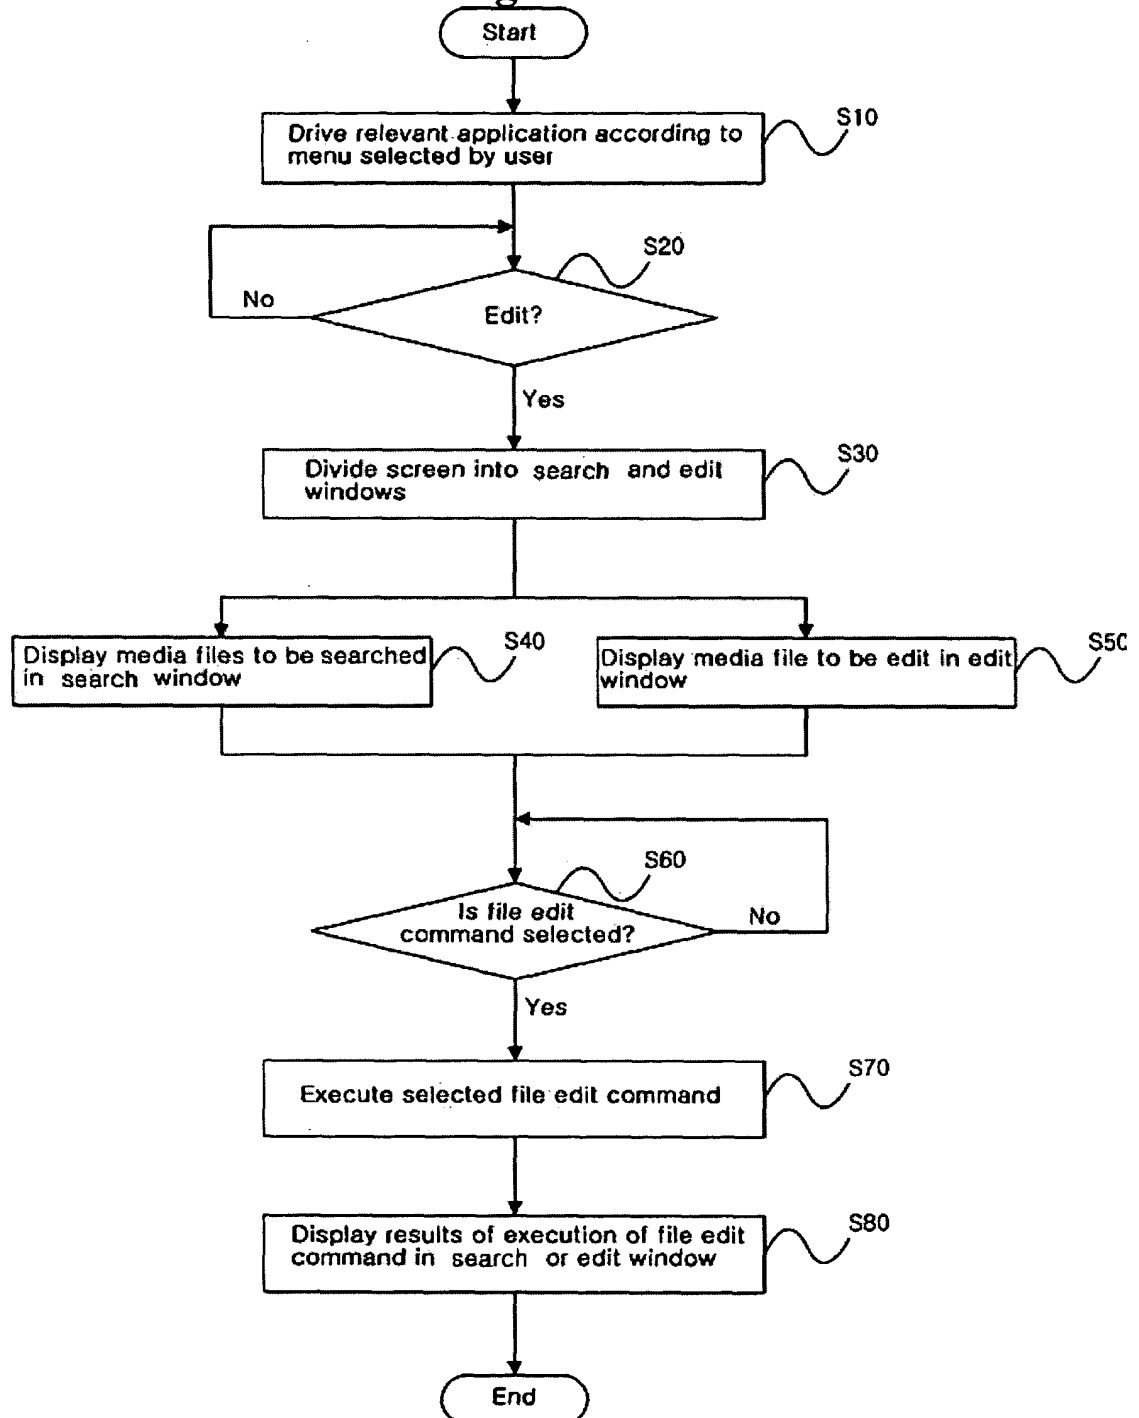 Start
Drive relevant application according to
menu selected by user
S10
S20
No
Edit?
Yes
Divide screen into search and edit
windows
S30
Display media files to be searched
in search window
S40
Display media file to be edit in edit
window
S50
S60
Is file edit
command selected?
No
Yes
Execute selected file edit command
S70
Display results of execution of file edit
command in search or edit window
S80
End